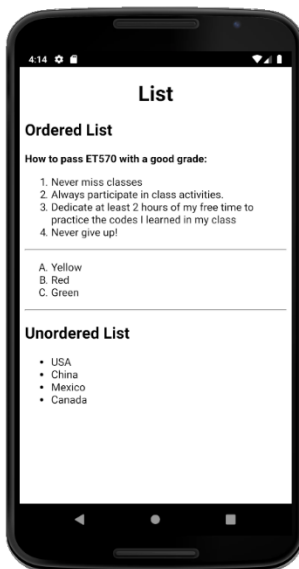 4:14
List
Ordered List
How to pass ET570 with a good grade:
1. Never miss classes
2. Always participate in class activities.
3. Dedicate at least 2 hours of my free time to
practice the codes I learned in my class
4. Never give up!
A. Yellow
B. Red
C. Green
Unordered List
• USA
• China
• Mexico
• Canada